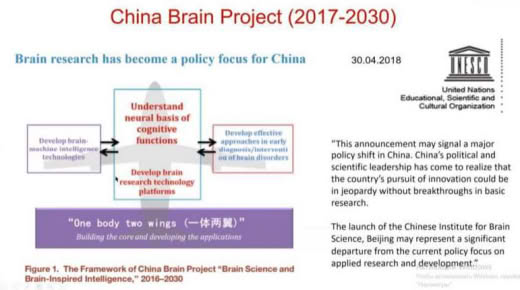 China Brain Project (2017-2030)
Brain research has become a policy focus for China
30.04.2018
UNESCO
United Nations
Educational, Scientific and
Cultural Organization
Understand
neural basis of
cognitive
functions
Develop brain-
machine intelligence
technologies
Develop effective
approaches in early
diagnosis/interventi
on of brain disorders
Develop brain
research technology
platforms
"One body two wings (一体两翼)"
Building the core and developing the applications
Figure 1. The Framework of China Brain Project "Brain Science and
Brain-Inspired Intelligence," 2016–2030
"This announcement may signal a major
policy shift in China. China's political and
scientific leadership has come to realize that
the country's pursuit of innovation could be
in jeopardy without breakthroughs in basic
research.
The launch of the Chinese Institute for Brain
Science, Beijing may represent a significant
departure from the current policy focus on
applied research and development."